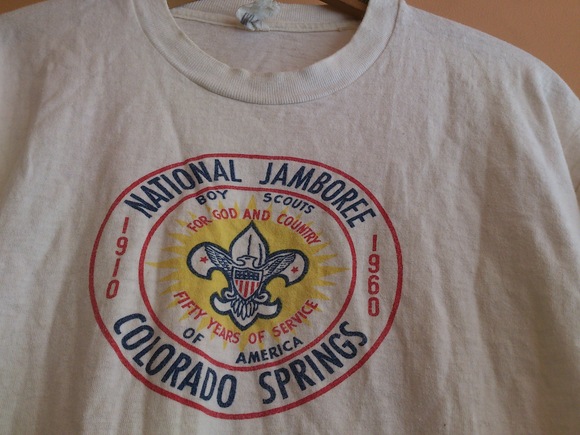 NATIONAL JAMBOREE
BOY SCOUTS
FOR GOD AND COUNTRY
1910
1960
FIFTY YEARS OF SERVICE
OF AMERICA
COLORADO SPRINGS